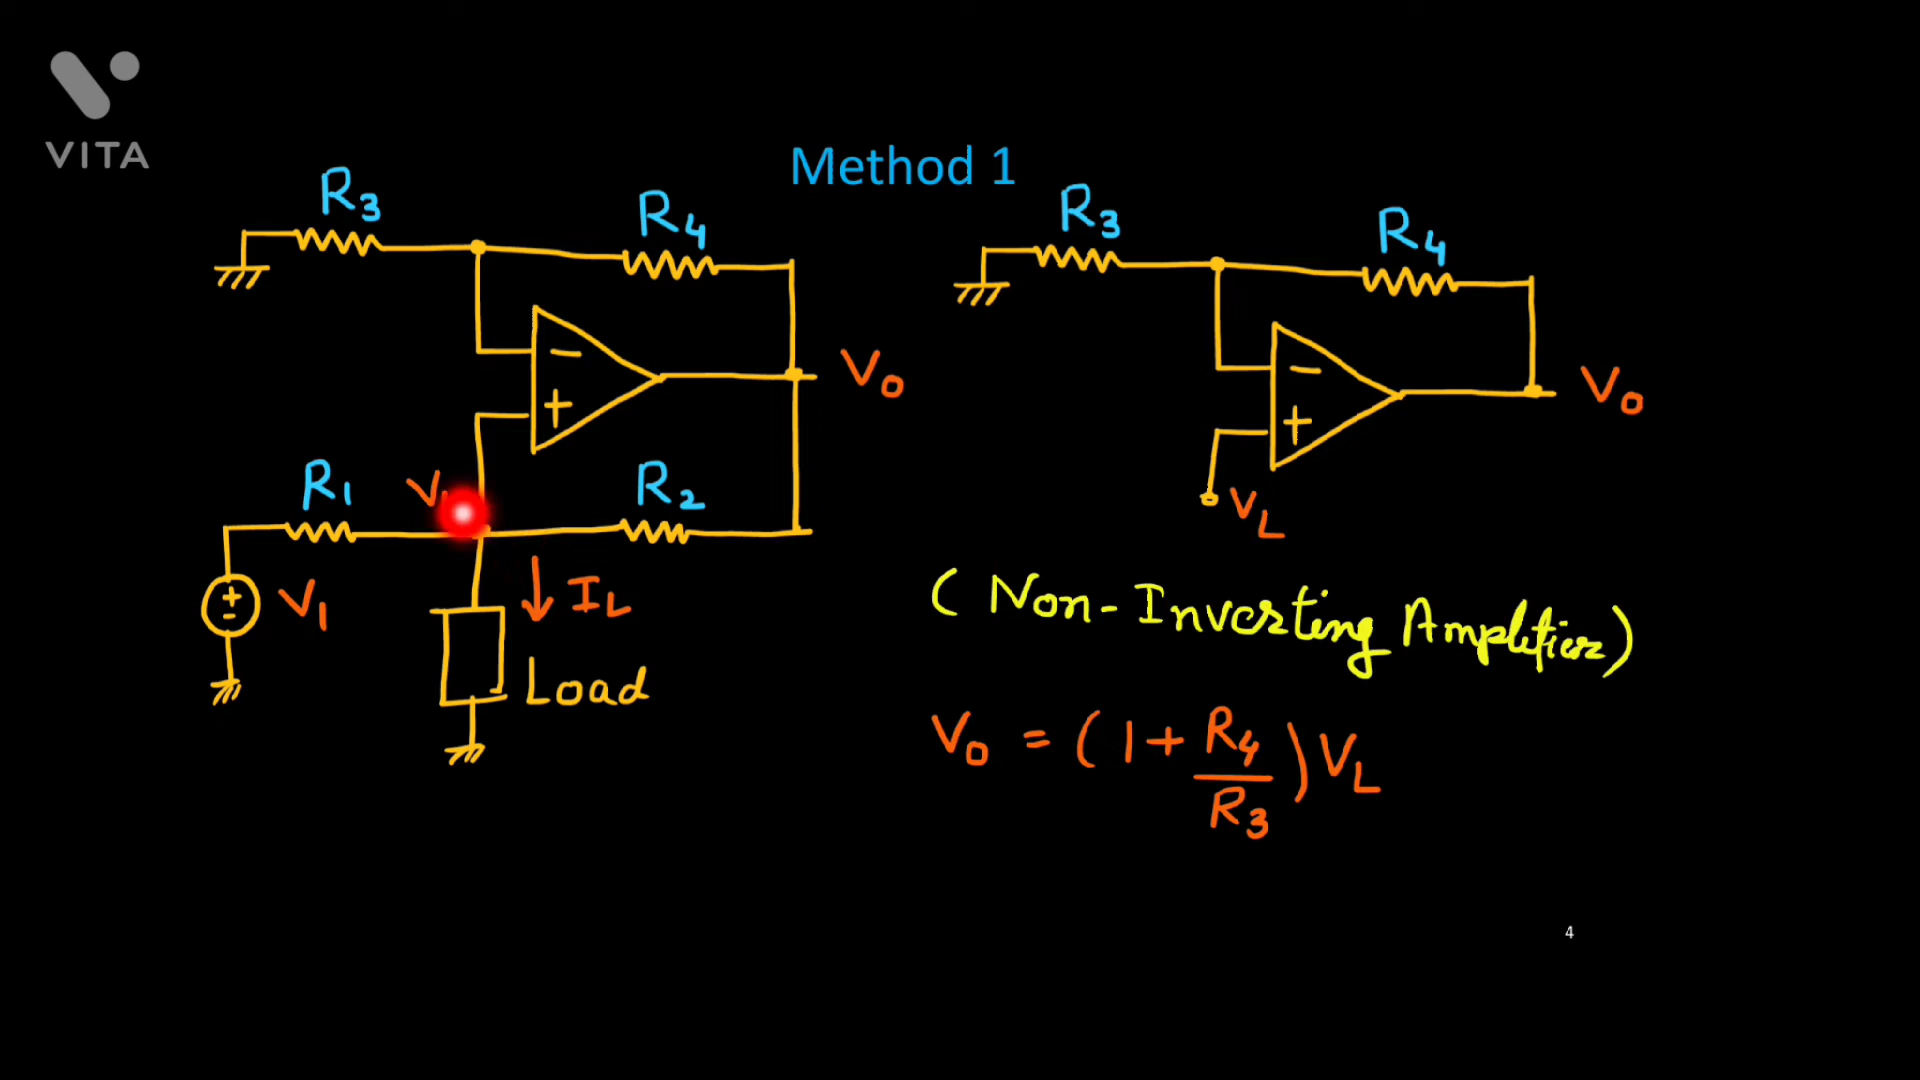 VITA
Method 1
R3
R4
R3
R4
−
+
Vo
−
+
Vo
R1
V
R2
VL
V1
IL
Load
(Non-Inverting Amplifier)
Vo = (1 + R4/R3) VL
4